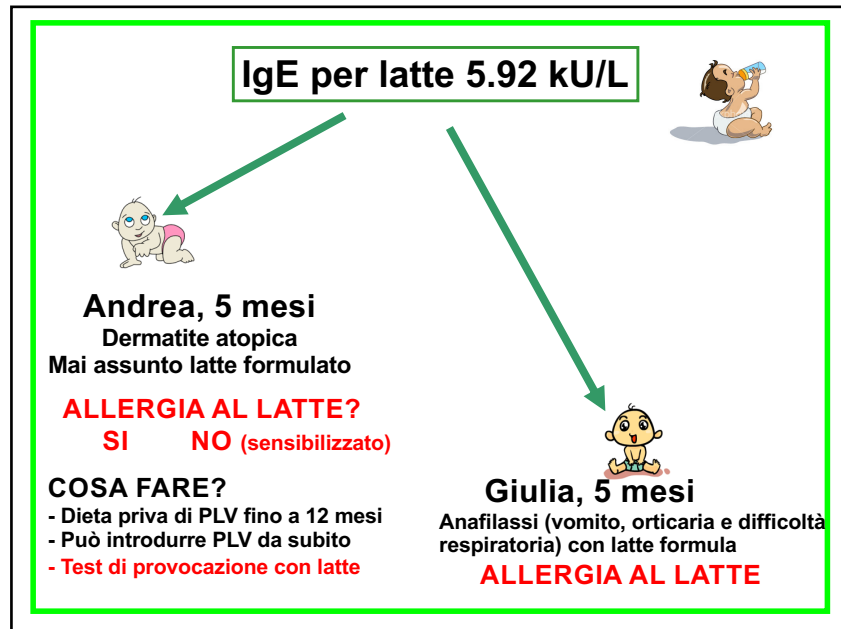 IgE per latte 5.92 kU/L
Andrea, 5 mesi
Dermatite atopica
Mai assunto latte formulato
ALLERGIA AL LATTE?
SI NO (sensibilizzato)
COSA FARE?
- Dieta priva di PLV fino a 12 mesi
- Può introdurre PLV da subito
- Test di provocazione con latte
Giulia, 5 mesi
Anafilassi (vomito, orticaria e difficoltà
respiratoria) con latte formula
ALLERGIA AL LATTE